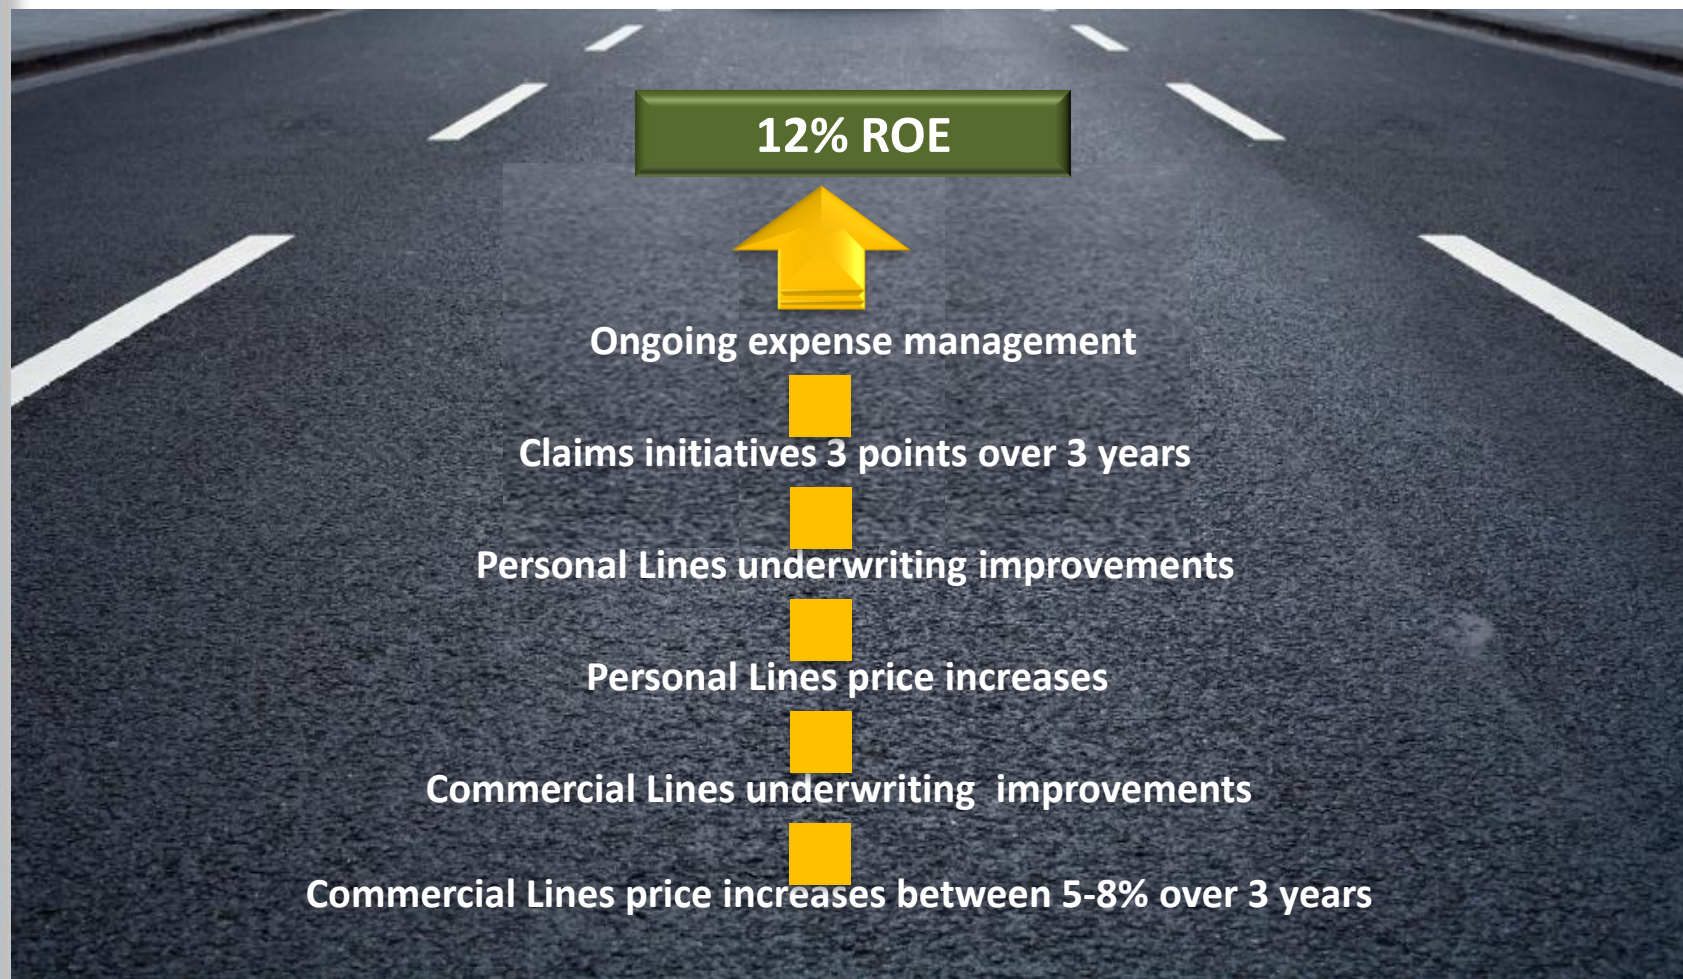 12% ROE
Ongoing expense management
Claims initiatives 3 points over 3 years
Personal Lines underwriting improvements
Personal Lines price increases
Commercial Lines underwriting  improvements
Commercial Lines price increases between 5-8% over 3 years